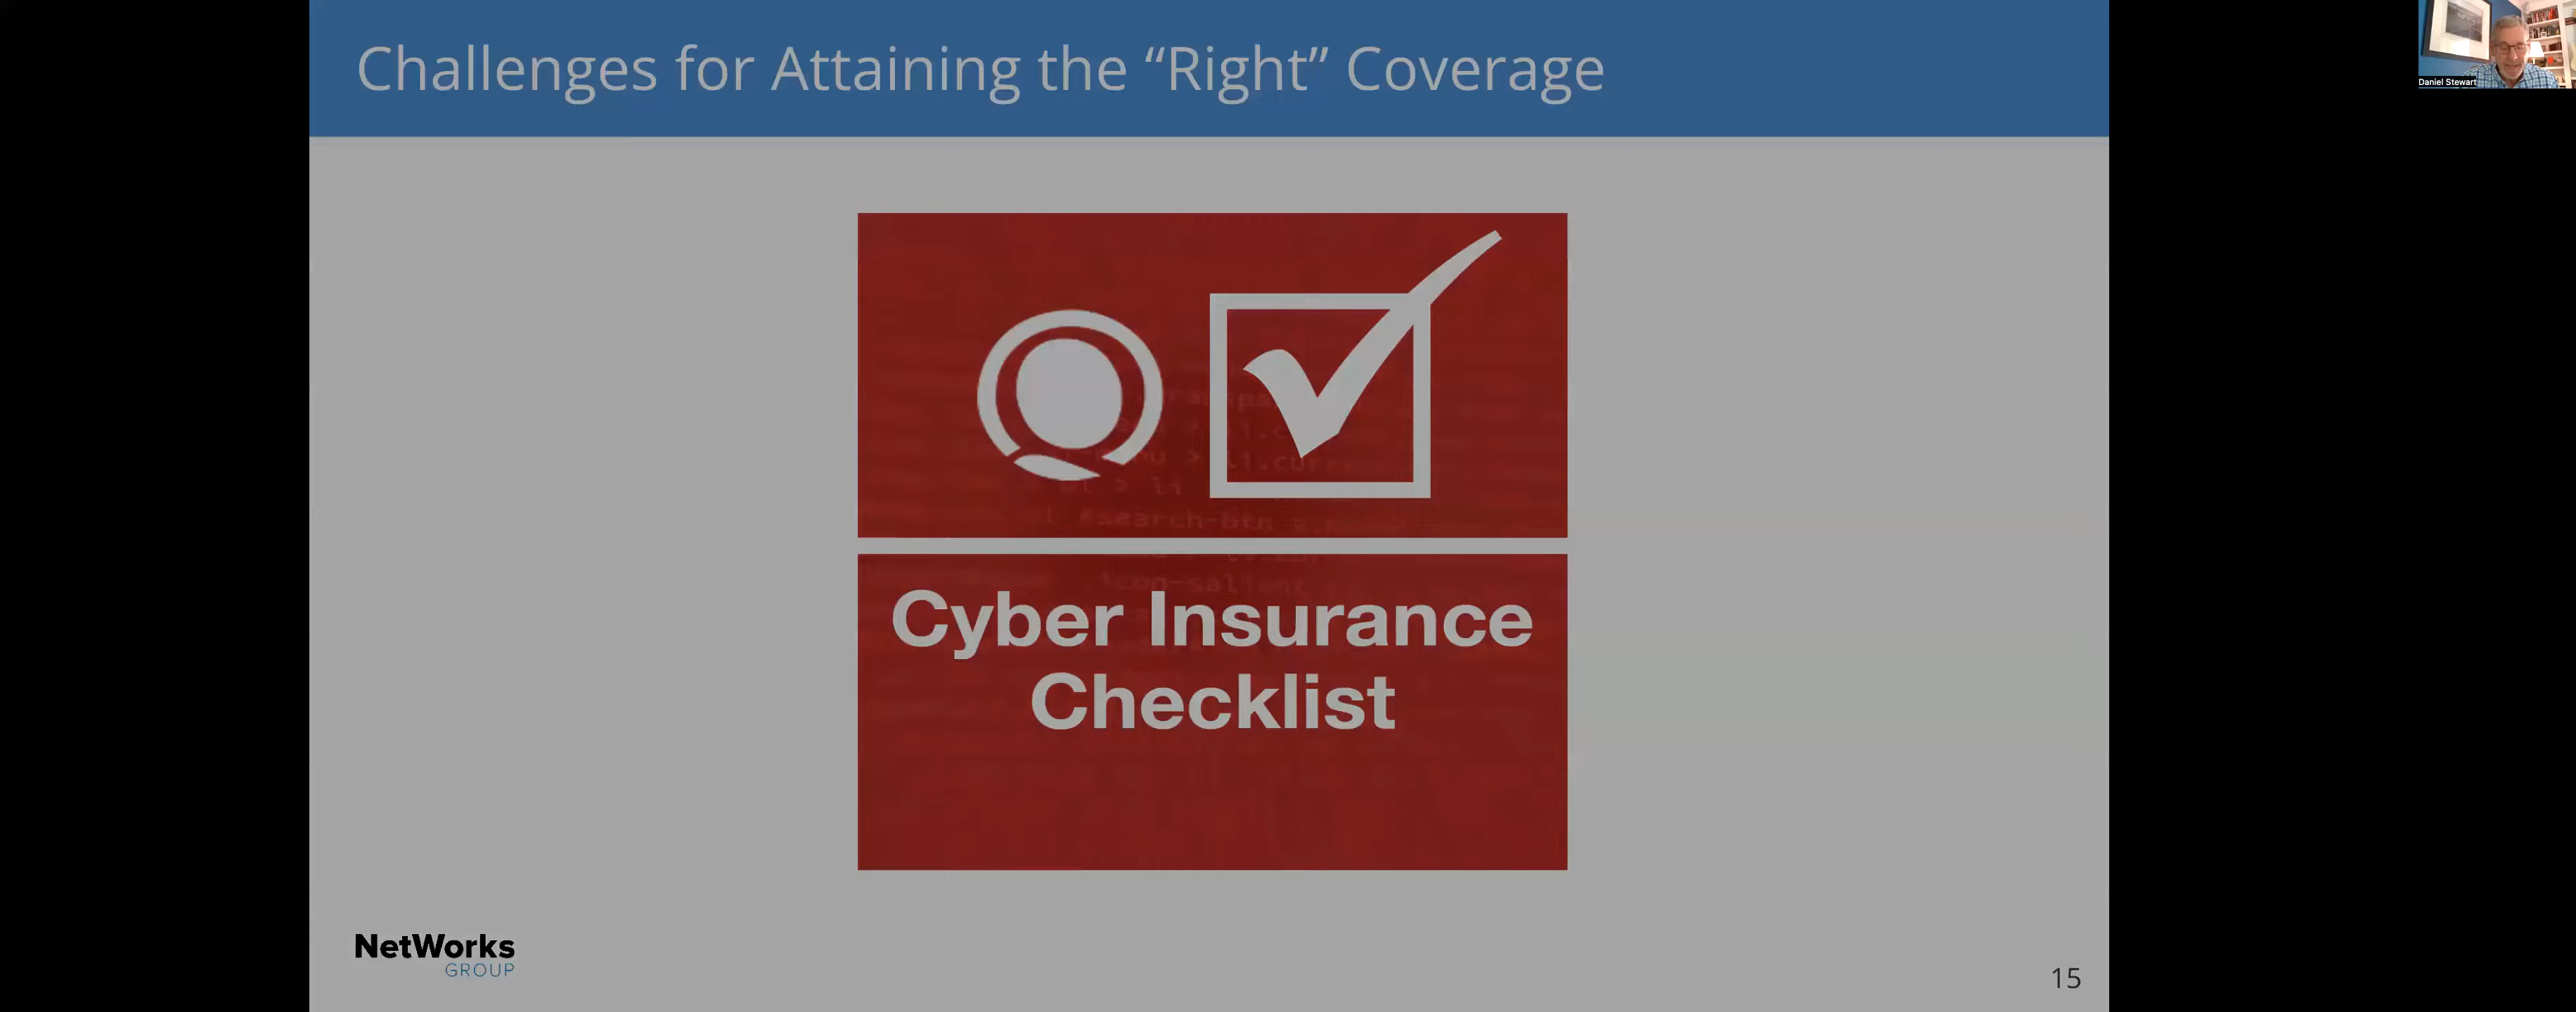 Challenges for Attaining the “Right” Coverage
Daniel Stewart
Cyber Insurance
Checklist
NetWorks
GROUP
15